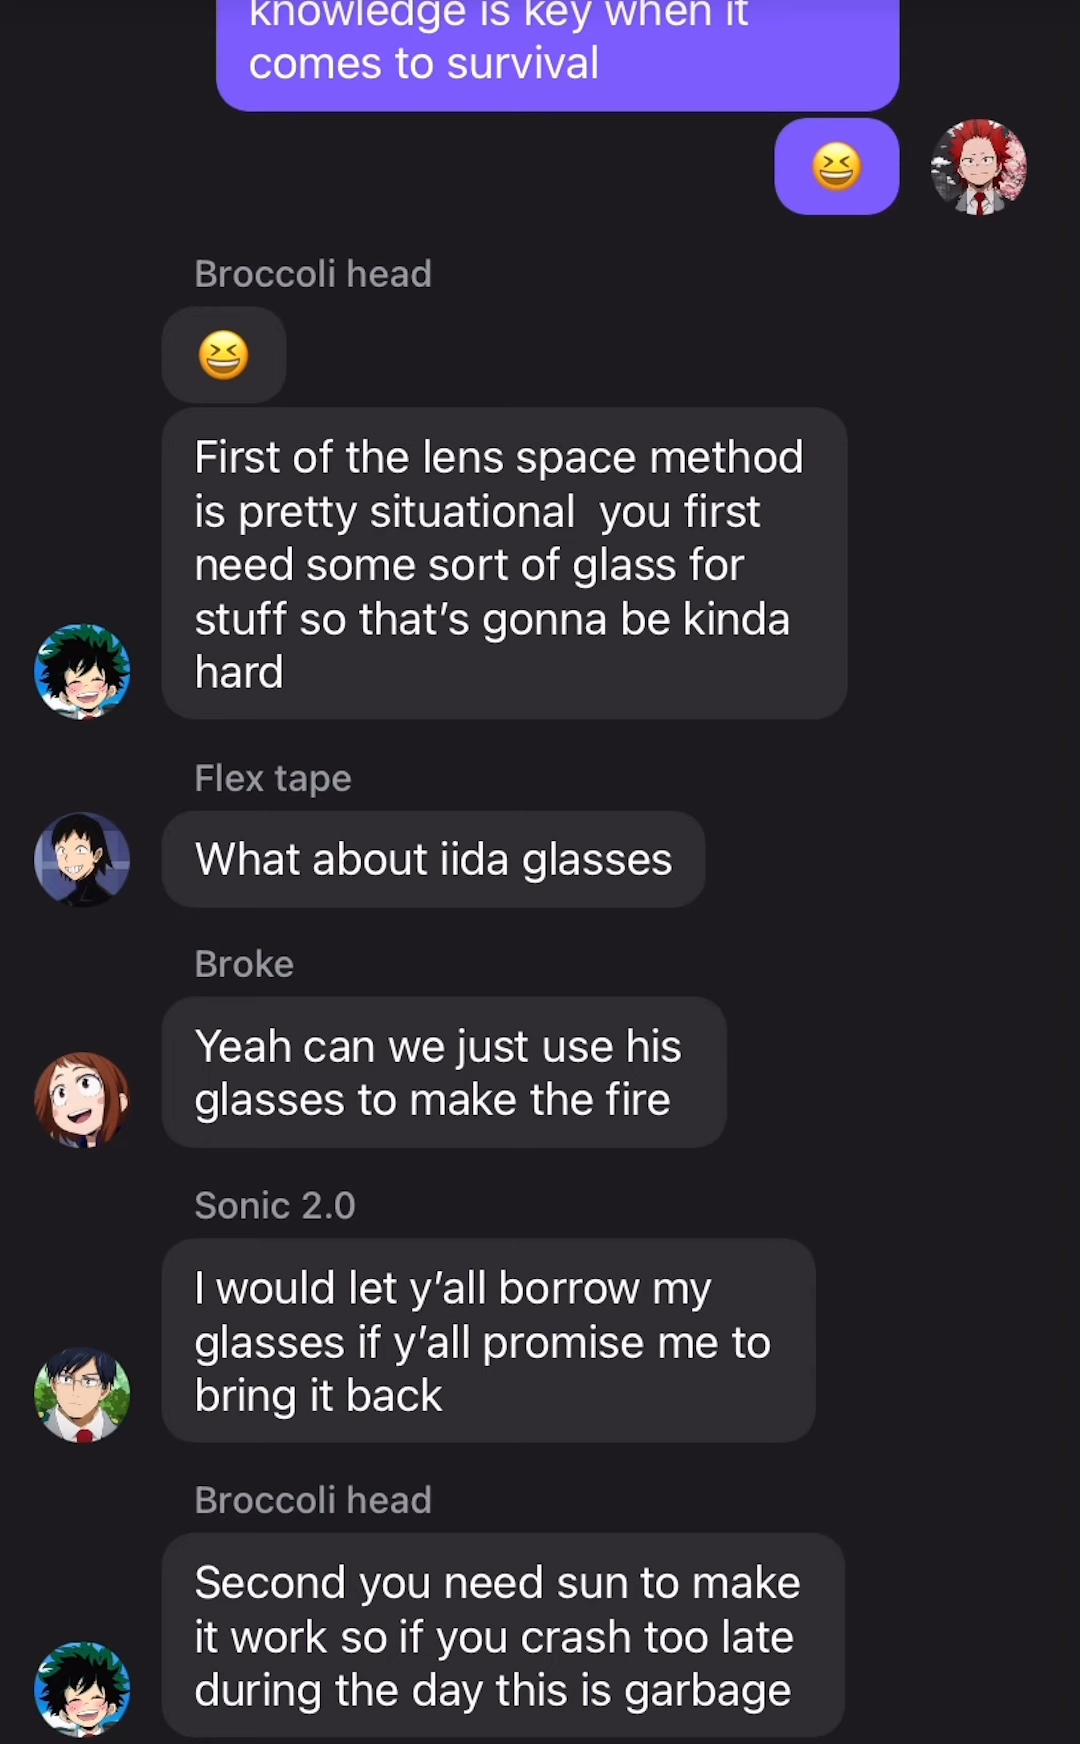 knowledge is key when it
comes to survival
😆
Broccoli head
😆
First of the lens space method
is pretty situational  you first
need some sort of glass for
stuff so that’s gonna be kinda
hard
Flex tape
What about iida glasses
Broke
Yeah can we just use his
glasses to make the fire
Sonic 2.0
I would let y’all borrow my
glasses if y’all promise me to
bring it back
Broccoli head
Second you need sun to make
it work so if you crash too late
during the day this is garbage